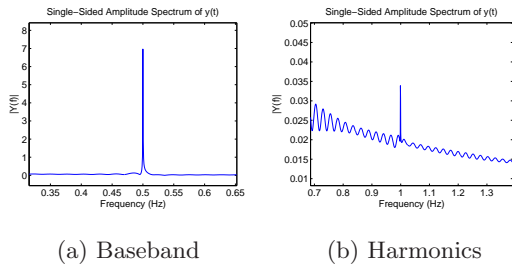 Single-Sided Amplitude Spectrum of y(t)
8
7
6
5
4
3
2
1
0
|Y(f)|
0.35 0.4 0.45 0.5 0.55 0.6 0.65
Frequency (Hz)
(a) Baseband
Single-Sided Amplitude Spectrum of y(t)
0.05
0.045
0.04
0.035
0.03
0.025
0.02
0.015
0.01
|Y(f)|
0.7 0.8 0.9 1 1.1 1.2 1.3
Frequency (Hz)
(b) Harmonics